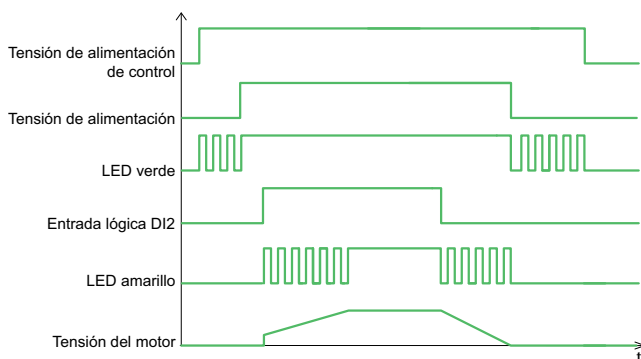 Tensión de alimentación
de control
Tensión de alimentación
LED verde
Entrada lógica DI2
LED amarillo
Tensión del motor
t